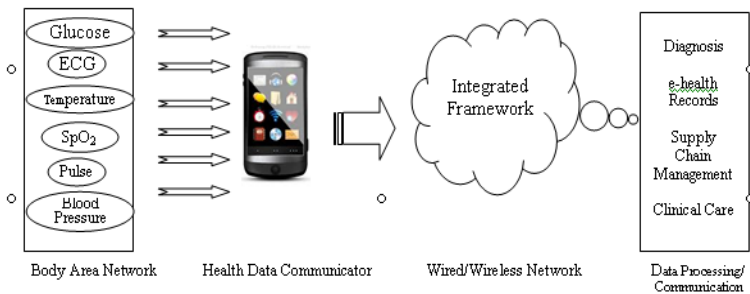 Glucose
ECG
Temperature
SpO₂
Pulse
Blood
Pressure
Integrated
Framework
Diagnosis
e-health
Records
Supply
Chain
Management
Clinical Care
Body Area Network
Health Data Communicator
Wired/Wireless Network
Data Processing/
Communication